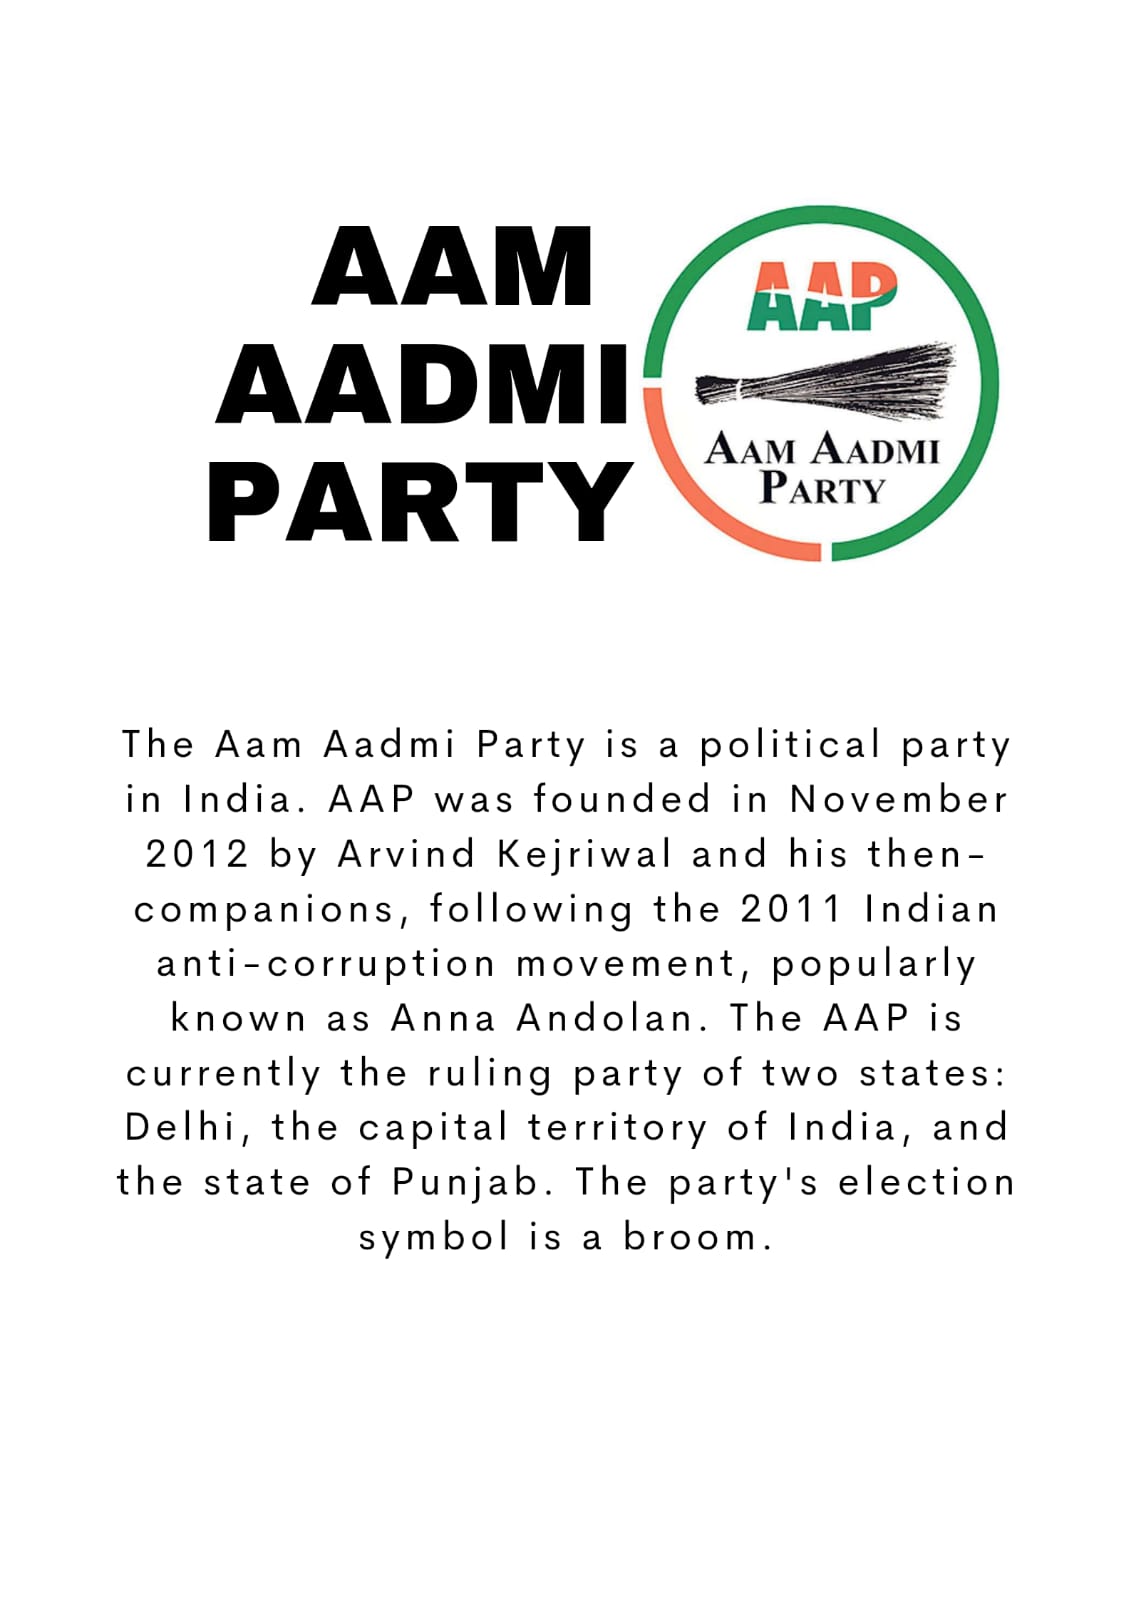 AAM
AADMI
PARTY
AAP
AAM AADMI
PARTY
The Aam Aadmi Party is a political party
in India. AAP was founded in November
2012 by Arvind Kejriwal and his then-
companions, following the 2011 Indian
anti-corruption movement, popularly
known as Anna Andolan. The AAP is
currently the ruling party of two states:
Delhi, the capital territory of India, and
the state of Punjab. The party's election
symbol is a broom.